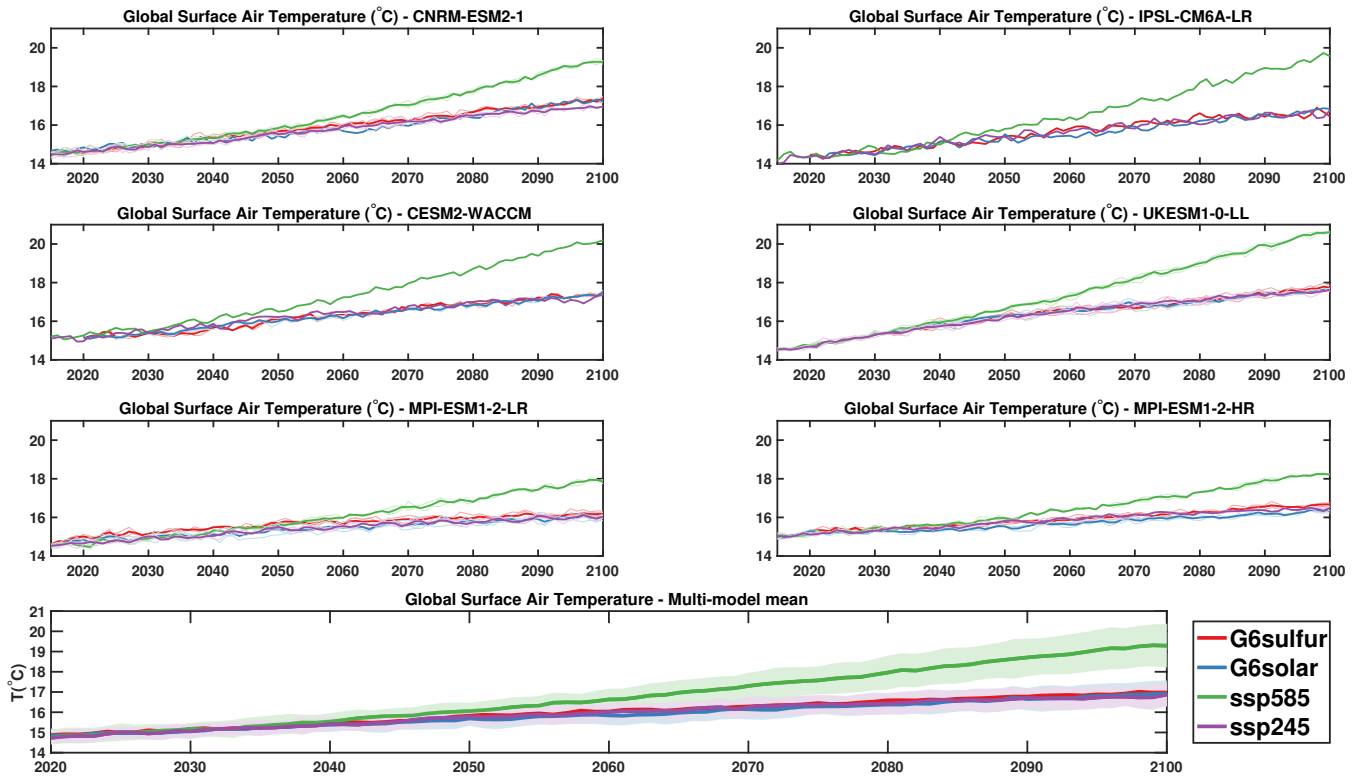 Global Surface Air Temperature (°C) - CNRM-ESM2-1
20
18
16
14
2020 2030 2040 2050 2060 2070 2080 2090 2100
Global Surface Air Temperature (°C) - IPSL-CM6A-LR
20
18
16
14
2020 2030 2040 2050 2060 2070 2080 2090 2100
Global Surface Air Temperature (°C) - CESM2-WACCM
20
18
16
14
2020 2030 2040 2050 2060 2070 2080 2090 2100
Global Surface Air Temperature (°C) - UKESM1-0-LL
20
18
16
14
2020 2030 2040 2050 2060 2070 2080 2090 2100
Global Surface Air Temperature (°C) - MPI-ESM1-2-LR
20
18
16
14
2020 2030 2040 2050 2060 2070 2080 2090 2100
Global Surface Air Temperature (°C) - MPI-ESM1-2-HR
20
18
16
14
2020 2030 2040 2050 2060 2070 2080 2090 2100
Global Surface Air Temperature - Multi-model mean
T(°C)
21
20
19
18
17
16
15
14
2020 2030 2040 2050 2060 2070 2080 2090 2100
G6sulfur
G6solar
ssp585
ssp245